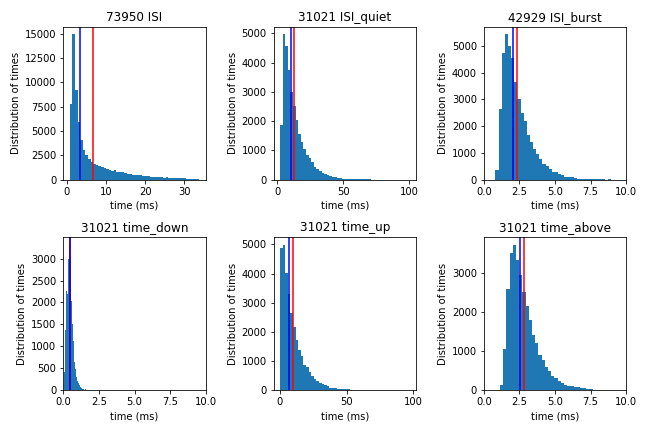 73950 ISI
31021 ISI_quiet
42929 ISI_burst
Distribution of times
15000
12500
10000
7500
5000
2500
0
0 10 20 30
time (ms)
Distribution of times
5000
4000
3000
2000
1000
0
0 50 100
time (ms)
Distribution of times
5000
4000
3000
2000
1000
0
0.0 2.5 5.0 7.5 10.0
time (ms)
31021 time_down
31021 time_up
31021 time_above
Distribution of times
3000
2500
2000
1500
1000
500
0
0.0 2.5 5.0 7.5 10.0
time (ms)
Distribution of times
5000
4000
3000
2000
1000
0
0 50 100
time (ms)
Distribution of times
3000
2000
1000
0
0.0 2.5 5.0 7.5 10.0
time (ms)